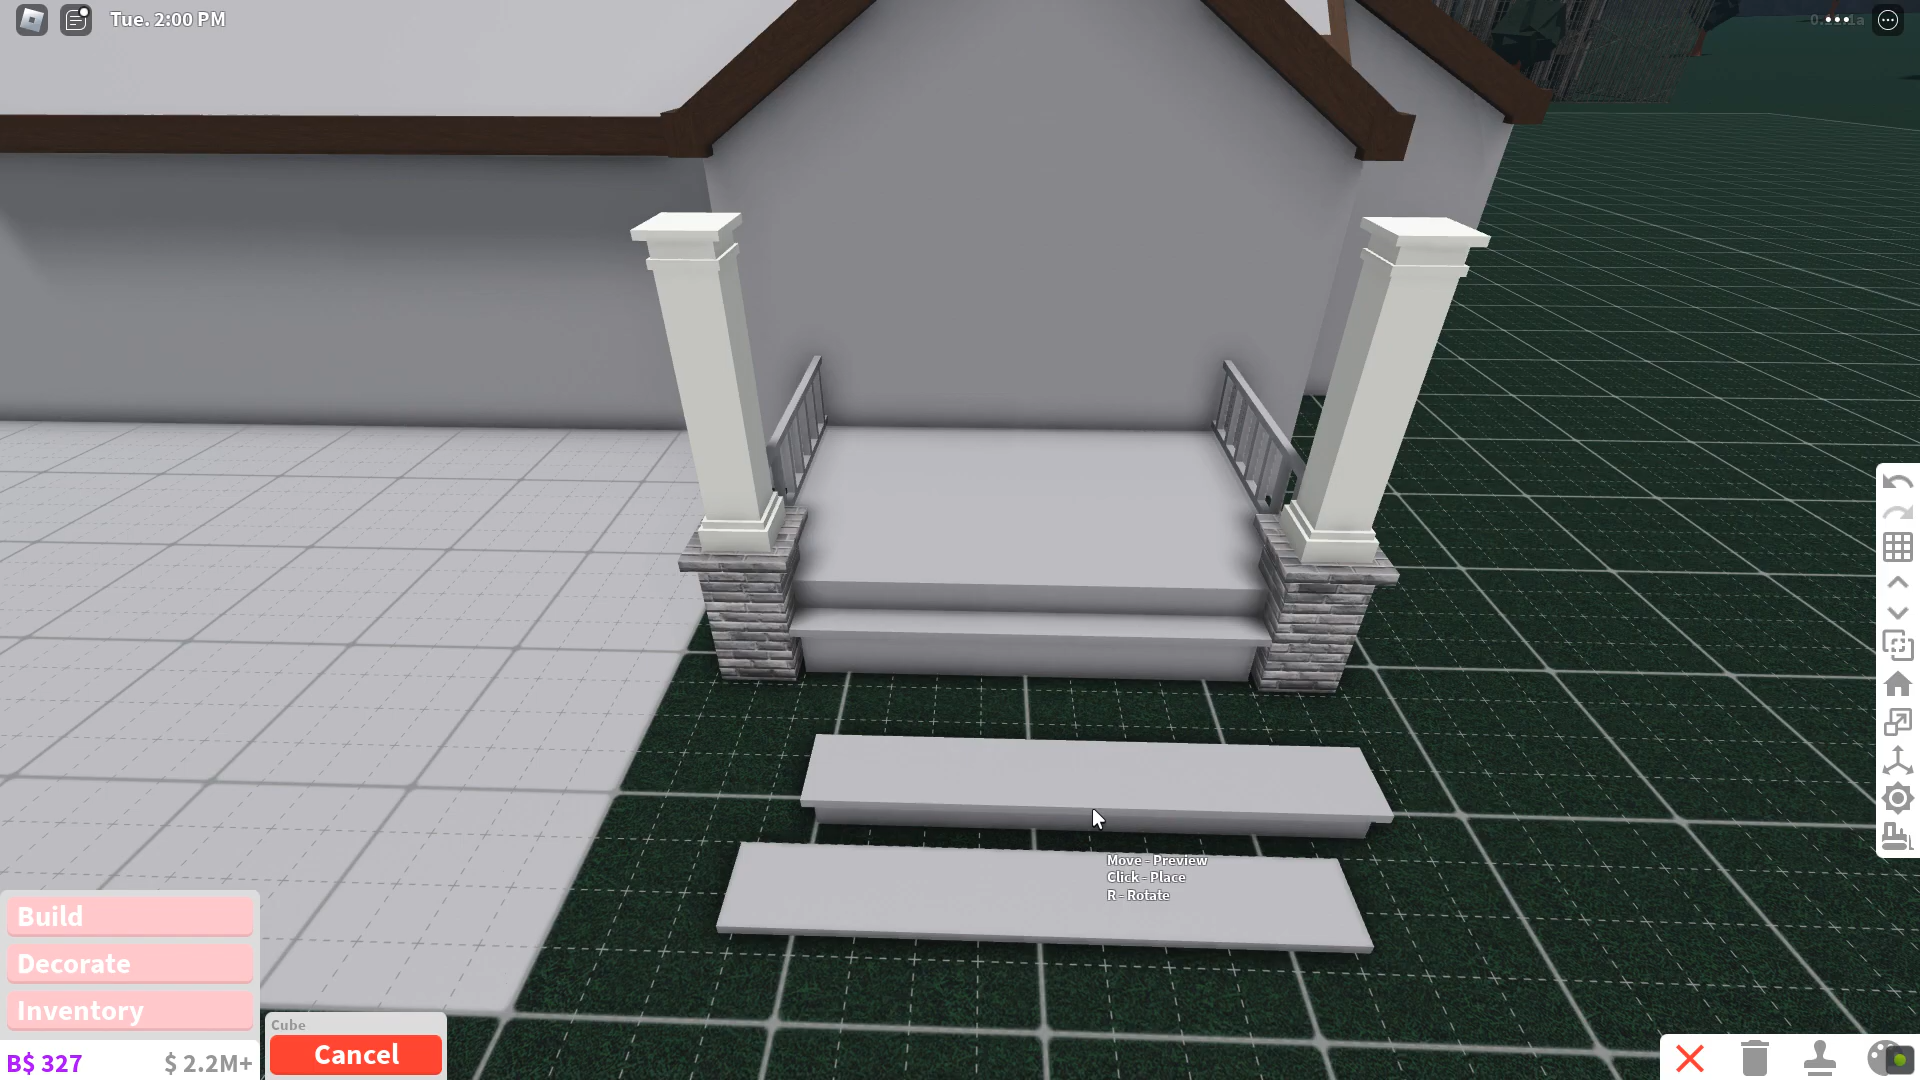 Tue. 2:00 PM
Move - Preview
Click - Place
R - Rotate
Build
Decorate
Inventory
B$ 327
$ 2.2M+
Cube
Cancel